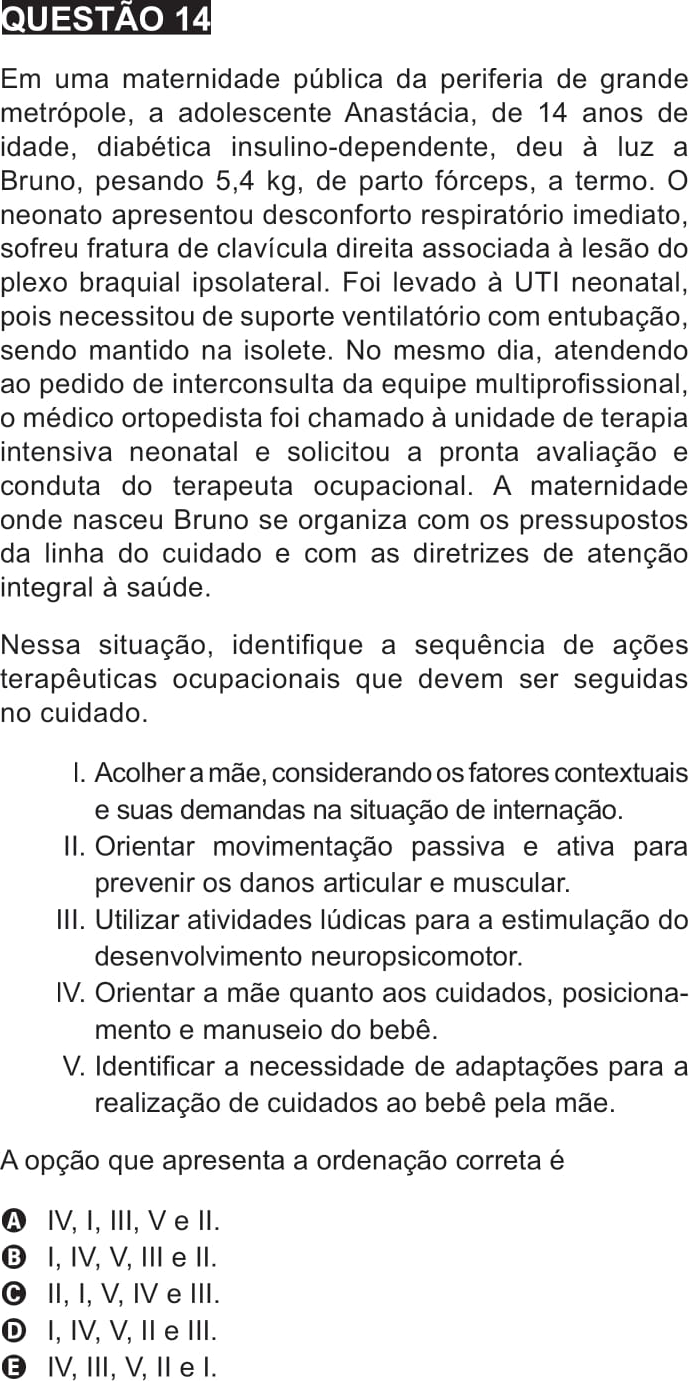 QUESTÃO 14
Em uma maternidade pública da periferia de grande
metrópole, a adolescente Anastácia, de 14 anos de
idade, diabética insulino-dependente, deu à luz a
Bruno, pesando 5,4 kg, de parto fórceps, a termo. O
neonato apresentou desconforto respiratório imediato,
sofreu fratura de clavícula direita associada à lesão do
plexo braquial ipsolateral. Foi levado à UTI neonatal,
pois necessitou de suporte ventilatório com entubação,
sendo mantido na isolete. No mesmo dia, atendendo
ao pedido de interconsulta da equipe multiprofissional,
o médico ortopedista foi chamado à unidade de terapia
intensiva neonatal e solicitou a pronta avaliação e
conduta do terapeuta ocupacional. A maternidade
onde nasceu Bruno se organiza com os pressupostos
da linha do cuidado e com as diretrizes de atenção
integral à saúde.
Nessa situação, identifique a sequência de ações
terapêuticas ocupacionais que devem ser seguidas
no cuidado.
I. Acolher a mãe, considerando os fatores contextuais
e suas demandas na situação de internação.
II. Orientar movimentação passiva e ativa para
prevenir os danos articular e muscular.
III. Utilizar atividades lúdicas para a estimulação do
desenvolvimento neuropsicomotor.
IV. Orientar a mãe quanto aos cuidados, posiciona-
mento e manuseio do bebê.
V. Identificar a necessidade de adaptações para a
realização de cuidados ao bebê pela mãe.
A opção que apresenta a ordenação correta é
A IV, I, III, V e II.
B I, IV, V, III e II.
C II, I, V, IV e III.
D I, IV, V, II e III.
E IV, III, V, II e I.